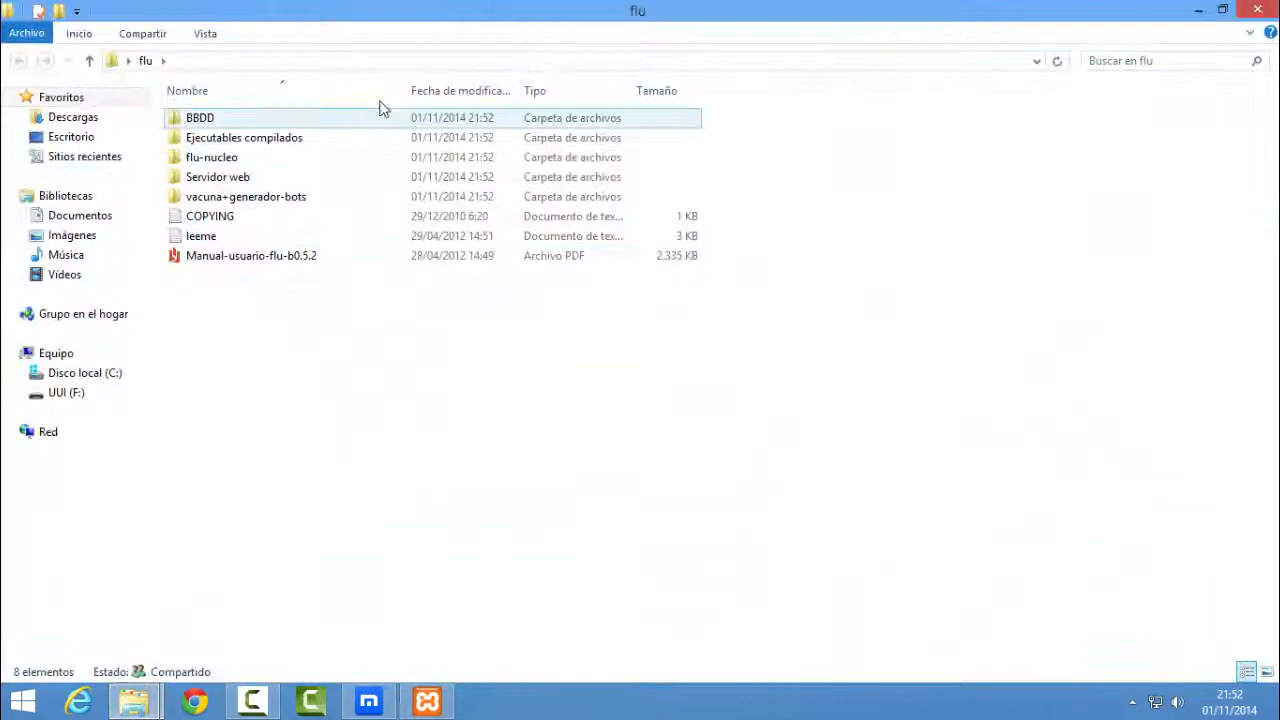 flu
Archivo Inicio Compartir Vista
flu Buscar en flu
Nombre Fecha de modifica... Tipo Tamaño
BBDD 01/11/2014 21:52 Carpeta de archivos
Ejecutables compilados 01/11/2014 21:52 Carpeta de archivos
flu-nucleo 01/11/2014 21:52 Carpeta de archivos
Servidor web 01/11/2014 21:52 Carpeta de archivos
vacuna+generador-bots 01/11/2014 21:52 Carpeta de archivos
COPYING 29/12/2010 6:20 Documento de tex... 1 KB
leeme 29/04/2012 14:51 Documento de tex... 3 KB
Manual-usuario-flu-b0.5.2 28/04/2012 14:49 Archivo PDF 2.335 KB
Favoritos
Descargas
Escritorio
Sitios recientes
Bibliotecas
Documentos
Imágenes
Música
Vídeos
Grupo en el hogar
Equipo
Disco local (C:)
UUI (F:)
Red
8 elementos Estado: Compartido
21:52
01/11/2014